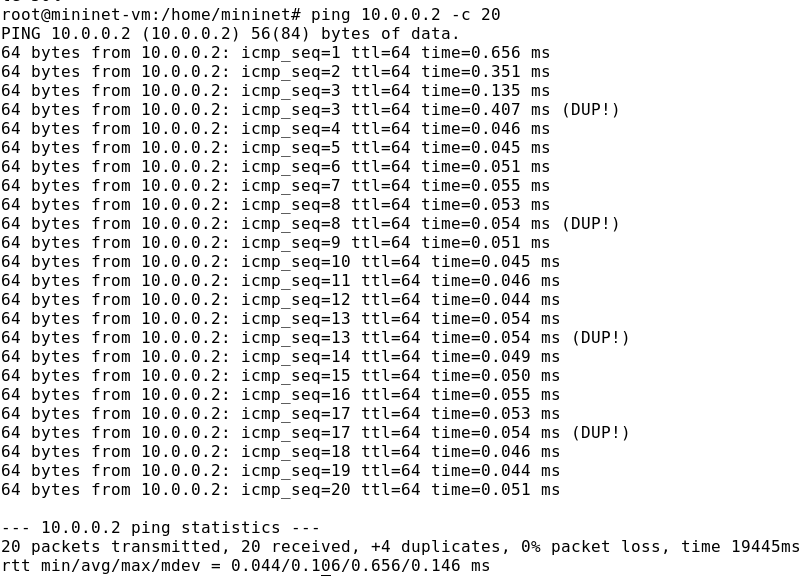 root@mininet-vm:/home/mininet# ping 10.0.0.2 -c 20
PING 10.0.0.2 (10.0.0.2) 56(84) bytes of data.
64 bytes from 10.0.0.2: icmp_seq=1 ttl=64 time=0.656 ms
64 bytes from 10.0.0.2: icmp_seq=2 ttl=64 time=0.351 ms
64 bytes from 10.0.0.2: icmp_seq=3 ttl=64 time=0.135 ms
64 bytes from 10.0.0.2: icmp_seq=3 ttl=64 time=0.407 ms (DUP!)
64 bytes from 10.0.0.2: icmp_seq=4 ttl=64 time=0.046 ms
64 bytes from 10.0.0.2: icmp_seq=5 ttl=64 time=0.045 ms
64 bytes from 10.0.0.2: icmp_seq=6 ttl=64 time=0.051 ms
64 bytes from 10.0.0.2: icmp_seq=7 ttl=64 time=0.055 ms
64 bytes from 10.0.0.2: icmp_seq=8 ttl=64 time=0.053 ms
64 bytes from 10.0.0.2: icmp_seq=8 ttl=64 time=0.054 ms (DUP!)
64 bytes from 10.0.0.2: icmp_seq=9 ttl=64 time=0.051 ms
64 bytes from 10.0.0.2: icmp_seq=10 ttl=64 time=0.045 ms
64 bytes from 10.0.0.2: icmp_seq=11 ttl=64 time=0.046 ms
64 bytes from 10.0.0.2: icmp_seq=12 ttl=64 time=0.044 ms
64 bytes from 10.0.0.2: icmp_seq=13 ttl=64 time=0.054 ms
64 bytes from 10.0.0.2: icmp_seq=13 ttl=64 time=0.054 ms (DUP!)
64 bytes from 10.0.0.2: icmp_seq=14 ttl=64 time=0.049 ms
64 bytes from 10.0.0.2: icmp_seq=15 ttl=64 time=0.050 ms
64 bytes from 10.0.0.2: icmp_seq=16 ttl=64 time=0.055 ms
64 bytes from 10.0.0.2: icmp_seq=17 ttl=64 time=0.053 ms
64 bytes from 10.0.0.2: icmp_seq=17 ttl=64 time=0.054 ms (DUP!)
64 bytes from 10.0.0.2: icmp_seq=18 ttl=64 time=0.046 ms
64 bytes from 10.0.0.2: icmp_seq=19 ttl=64 time=0.044 ms
64 bytes from 10.0.0.2: icmp_seq=20 ttl=64 time=0.051 ms
--- 10.0.0.2 ping statistics ---
20 packets transmitted, 20 received, +4 duplicates, 0% packet loss, time 19445ms
rtt min/avg/max/mdev = 0.044/0.106/0.656/0.146 ms